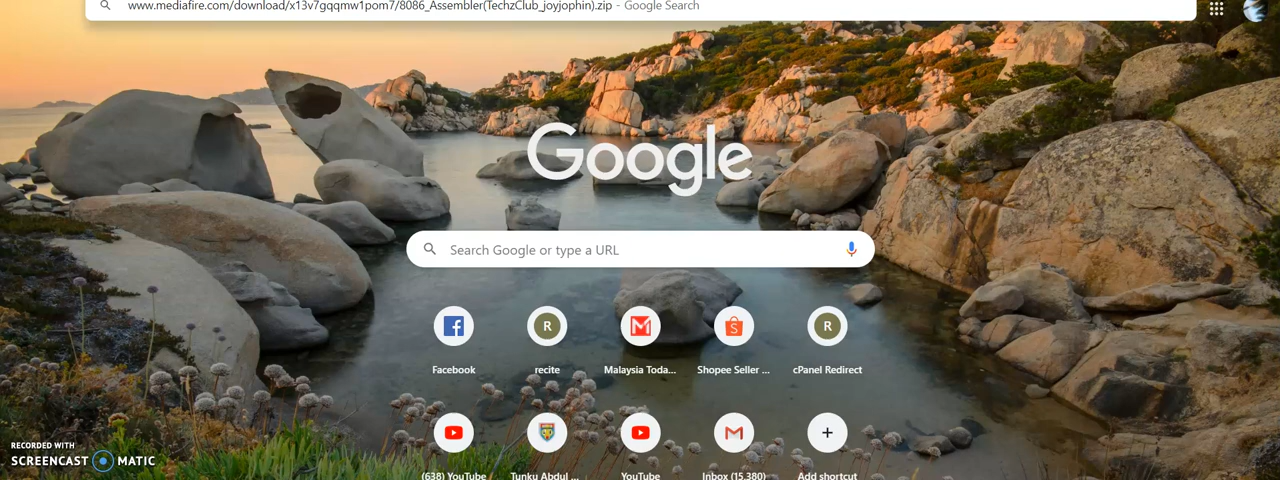 www.mediafire.com/download/x13v7gqqmw1pom7/8086_Assembler(TechzClub_joyjophin).zip - Google Search
Google
Search Google or type a URL
R
R
Facebook
recite
Malaysia Toda...
Shopee Seller ...
cPanel Redirect
(638) YouTube
Tunku Abdul ...
YouTube
Inbox (15,380)
Add shortcut
RECORDED WITH
SCREENCAST MATIC